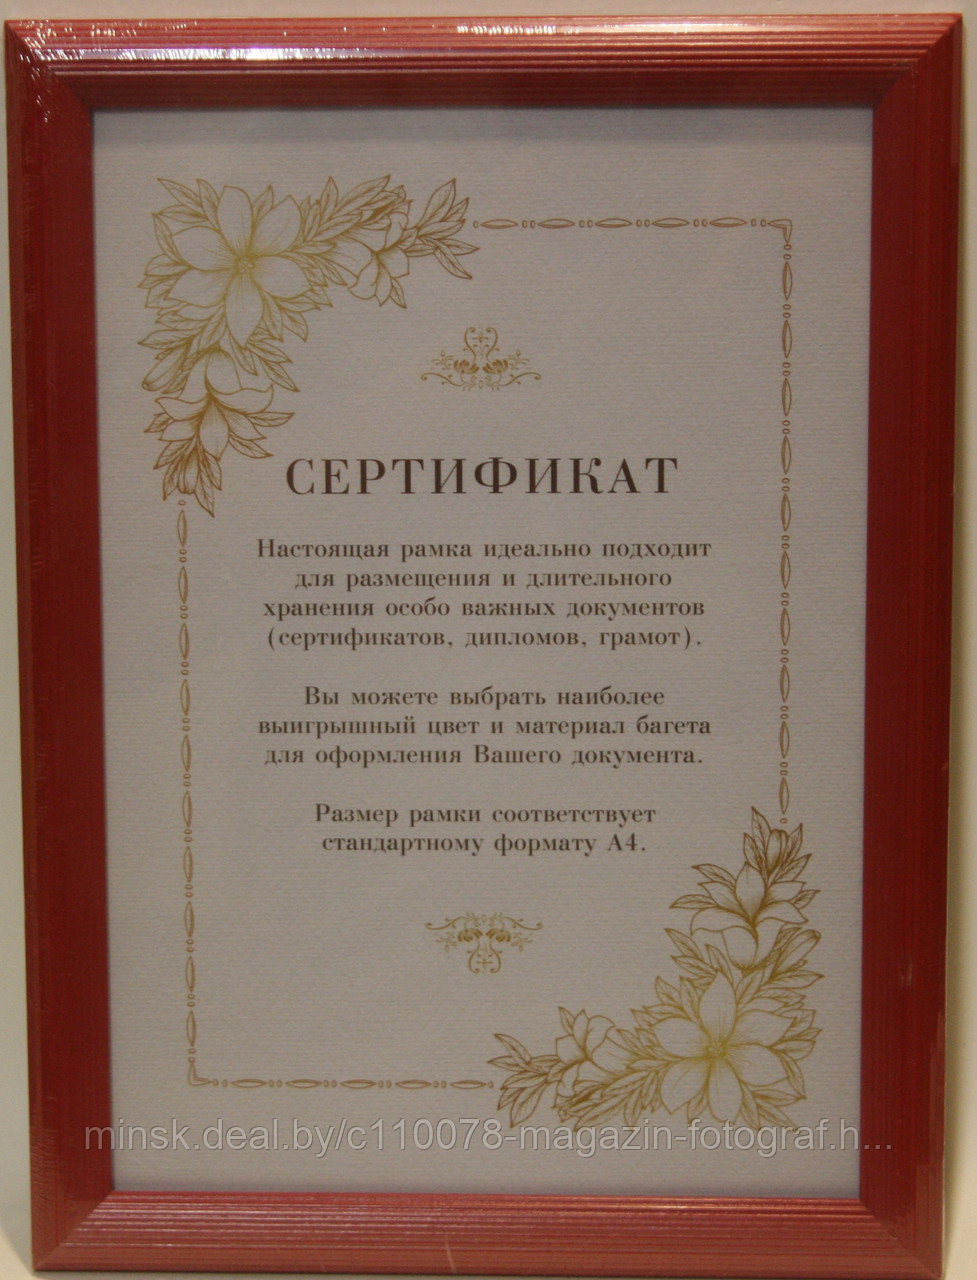 СЕРТИФИКАТ
Настоящая рамка идеально подходит
для размещения и длительного
хранения особо важных документов
(сертификатов, дипломов, грамот).
Вы можете выбрать наиболее
выигрышный цвет и материал багета
для оформления Вашего документа.
Размер рамки соответствует
стандартному формату А4.
minsk.deal.by/c110078-magazin-fotograf.h...